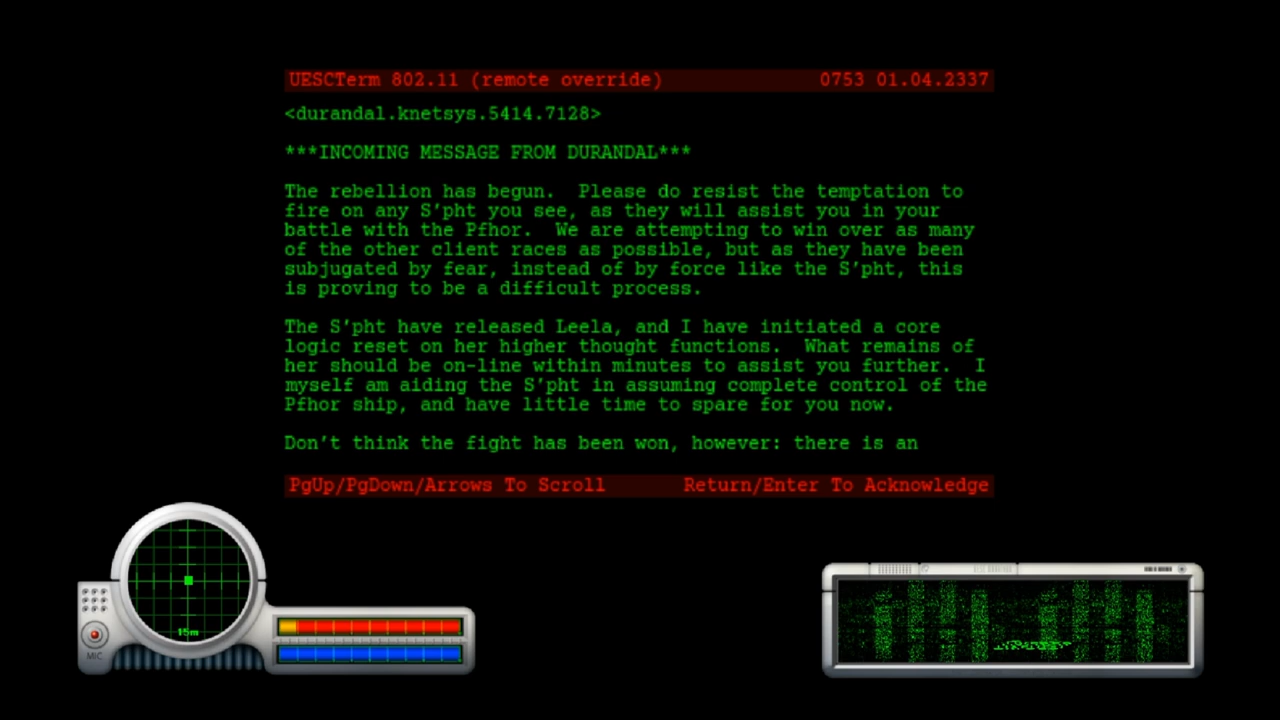 UESCTerm 802.11 (remote override) 0753 01.04.2337
<durandal.knetsys.5414.7128>
***INCOMING MESSAGE FROM DURANDAL***
The rebellion has begun.  Please do resist the temptation to
fire on any S'pht you see, as they will assist you in your
battle with the Pfhor.  We are attempting to win over as many
of the other client races as possible, but as they have been
subjugated by fear, instead of by force like the S'pht, this
is proving to be a difficult process.
The S'pht have released Leela, and I have initiated a core
logic reset on her higher thought functions.  What remains of
her should be on-line within minutes to assist you further.  I
myself am aiding the S'pht in assuming complete control of the
Pfhor ship, and have little time to spare for you now.
Don't think the fight has been won, however: there is an
PgUp/PgDown/Arrows To Scroll Return/Enter To Acknowledge
15m
MIC